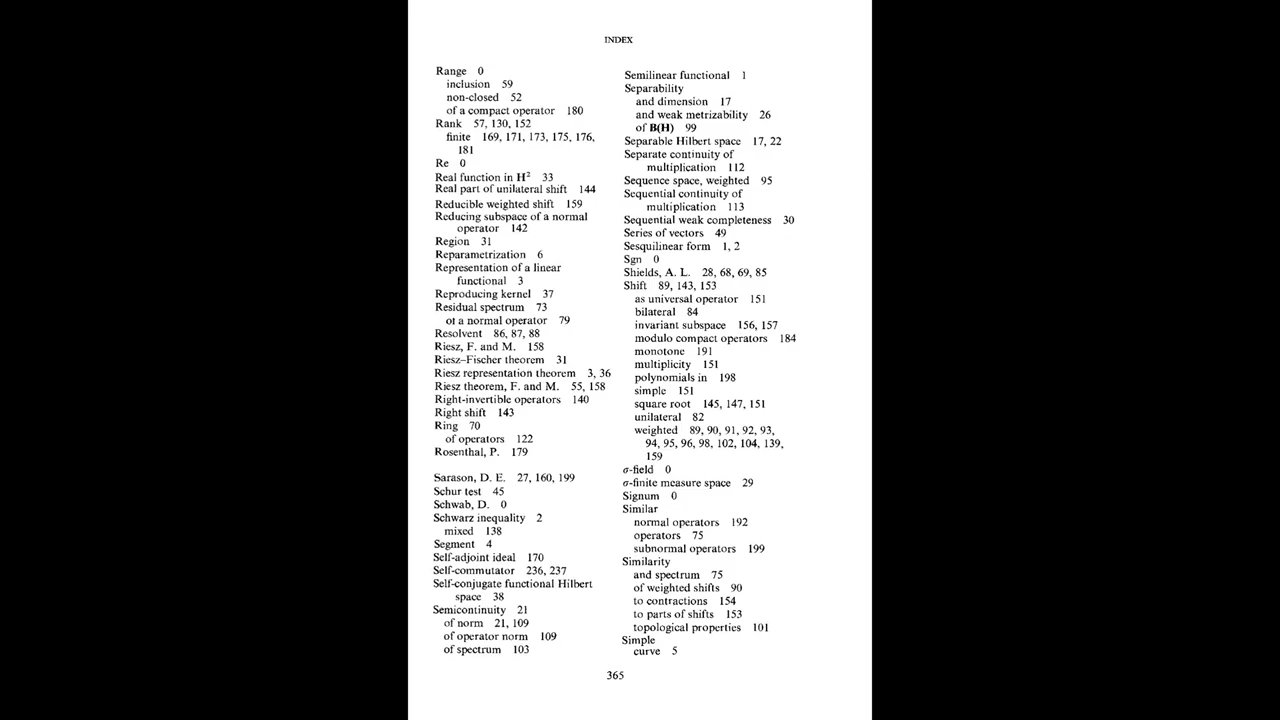 INDEX
Range 0
inclusion 59
non-closed 52
of a compact operator 180
Rank 57, 130, 152
finite 169, 171, 173, 175, 176,
181
Re 0
Real function in H² 33
Real part of unilateral shift 144
Reducible weighted shift 159
Reducing subspace of a normal
operator 142
Region 31
Reparametrization 6
Representation of a linear
functional 3
Reproducing kernel 37
Residual spectrum 73
of a normal operator 79
Resolvent 86, 87, 88
Riesz, F. and M. 158
Riesz–Fischer theorem 31
Riesz representation theorem 3, 36
Riesz theorem, F. and M. 55, 158
Right-invertible operators 140
Right shift 143
Ring 70
of operators 122
Rosenthal, P. 179
Sarason, D. E. 27, 160, 199
Schur test 45
Schwab, D. 0
Schwarz inequality 2
mixed 138
Segment 4
Self-adjoint ideal 170
Self-commutator 236, 237
Self-conjugate functional Hilbert
space 38
Semicontinuity 21
of norm 21, 109
of operator norm 109
of spectrum 103
Semilinear functional 1
Separability
and dimension 17
and weak metrizability 26
of B(H) 99
Separable Hilbert space 17, 22
Separate continuity of
multiplication 112
Sequence space, weighted 95
Sequential continuity of
multiplication 113
Sequential weak completeness 30
Series of vectors 49
Sesquilinear form 1, 2
Sgn 0
Shields, A. L. 28, 68, 69, 85
Shift 89, 143, 153
as universal operator 151
bilateral 84
invariant subspace 156, 157
modulo compact operators 184
monotone 191
multiplicity 151
polynomials in 198
simple 151
square root 145, 147, 151
unilateral 82
weighted 89, 90, 91, 92, 93,
94, 95, 96, 98, 102, 104, 139,
159
σ-field 0
σ-finite measure space 29
Signum 0
Similar
normal operators 192
operators 75
subnormal operators 199
Similarity
and spectrum 75
of weighted shifts 90
to contractions 154
to parts of shifts 153
topological properties 101
Simple
curve 5
365